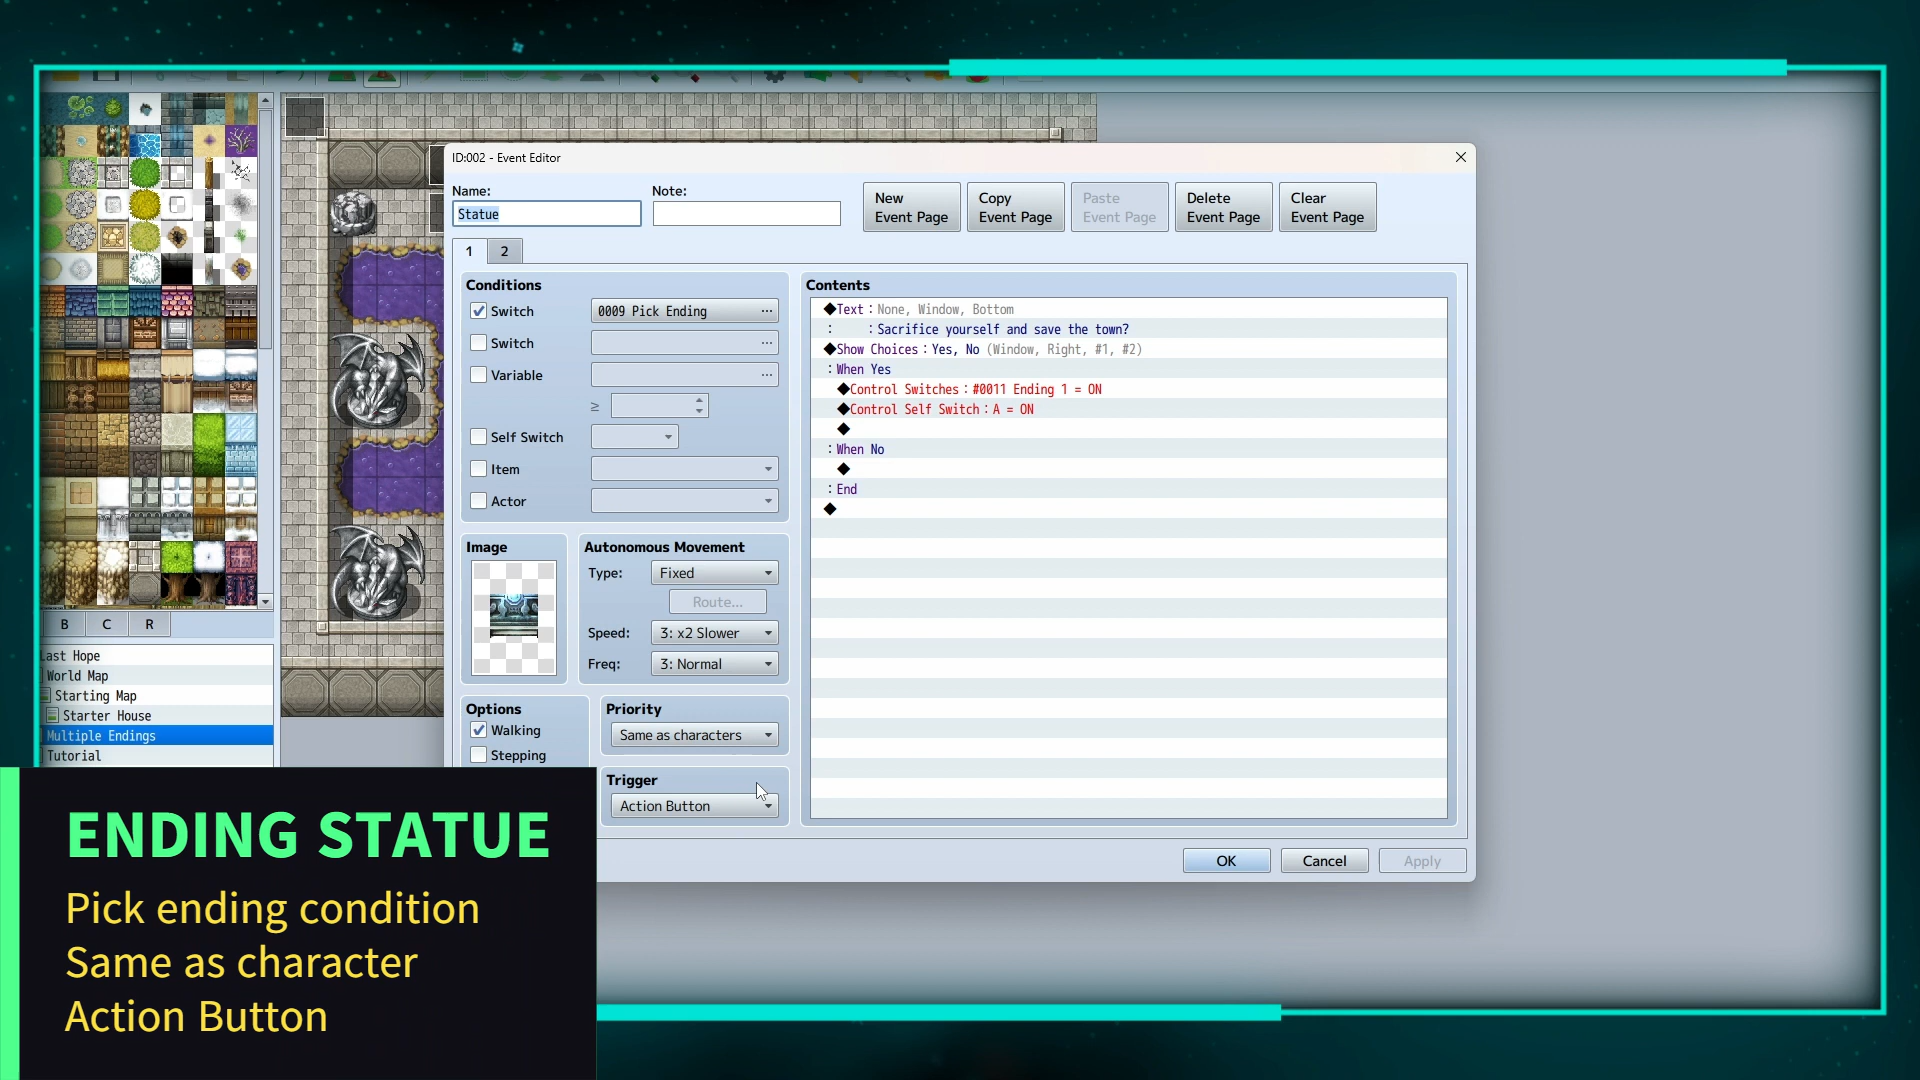 ID:002 - Event Editor
Name:
Note:
Statue
New
Event Page
Copy
Event Page
Paste
Event Page
Delete
Event Page
Clear
Event Page
1
2
Conditions
Switch
0009 Pick Ending
...
Switch
...
Variable
...
≥
Self Switch
Item
Actor
Image
Autonomous Movement
Type:
Fixed
Route...
Speed:
3: x2 Slower
Freq:
3: Normal
Options
Walking
Stepping
Priority
Same as characters
Trigger
Action Button
Contents
◆Text : None, Window, Bottom
:      : Sacrifice yourself and save the town?
◆Show Choices : Yes, No (Window, Right, #1, #2)
: When Yes
◆Control Switches : #0011 Ending 1 = ON
◆Control Self Switch : A = ON
◆
: When No
◆
: End
◆
OK
Cancel
Apply
B
C
R
Last Hope
World Map
Starting Map
Starter House
Multiple Endings
Tutorial
ENDING STATUE
Pick ending condition
Same as character
Action Button